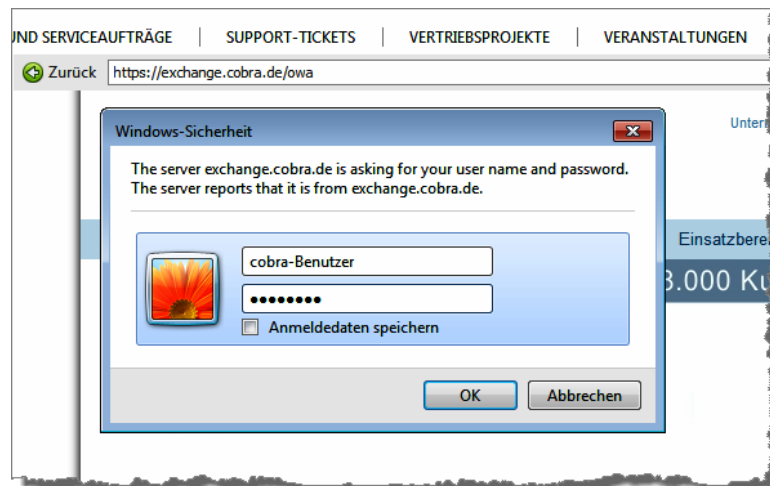 UND SERVICEAUFTRÄGE | SUPPORT-TICKETS | VERTRIEBSPROJEKTE | VERANSTALTUNGEN
Zurück https://exchange.cobra.de/owa
Windows-Sicherheit
The server exchange.cobra.de is asking for your user name and password.
The server reports that it is from exchange.cobra.de.
cobra-Benutzer
••••••••
Anmeldedaten speichern
OK Abbrechen